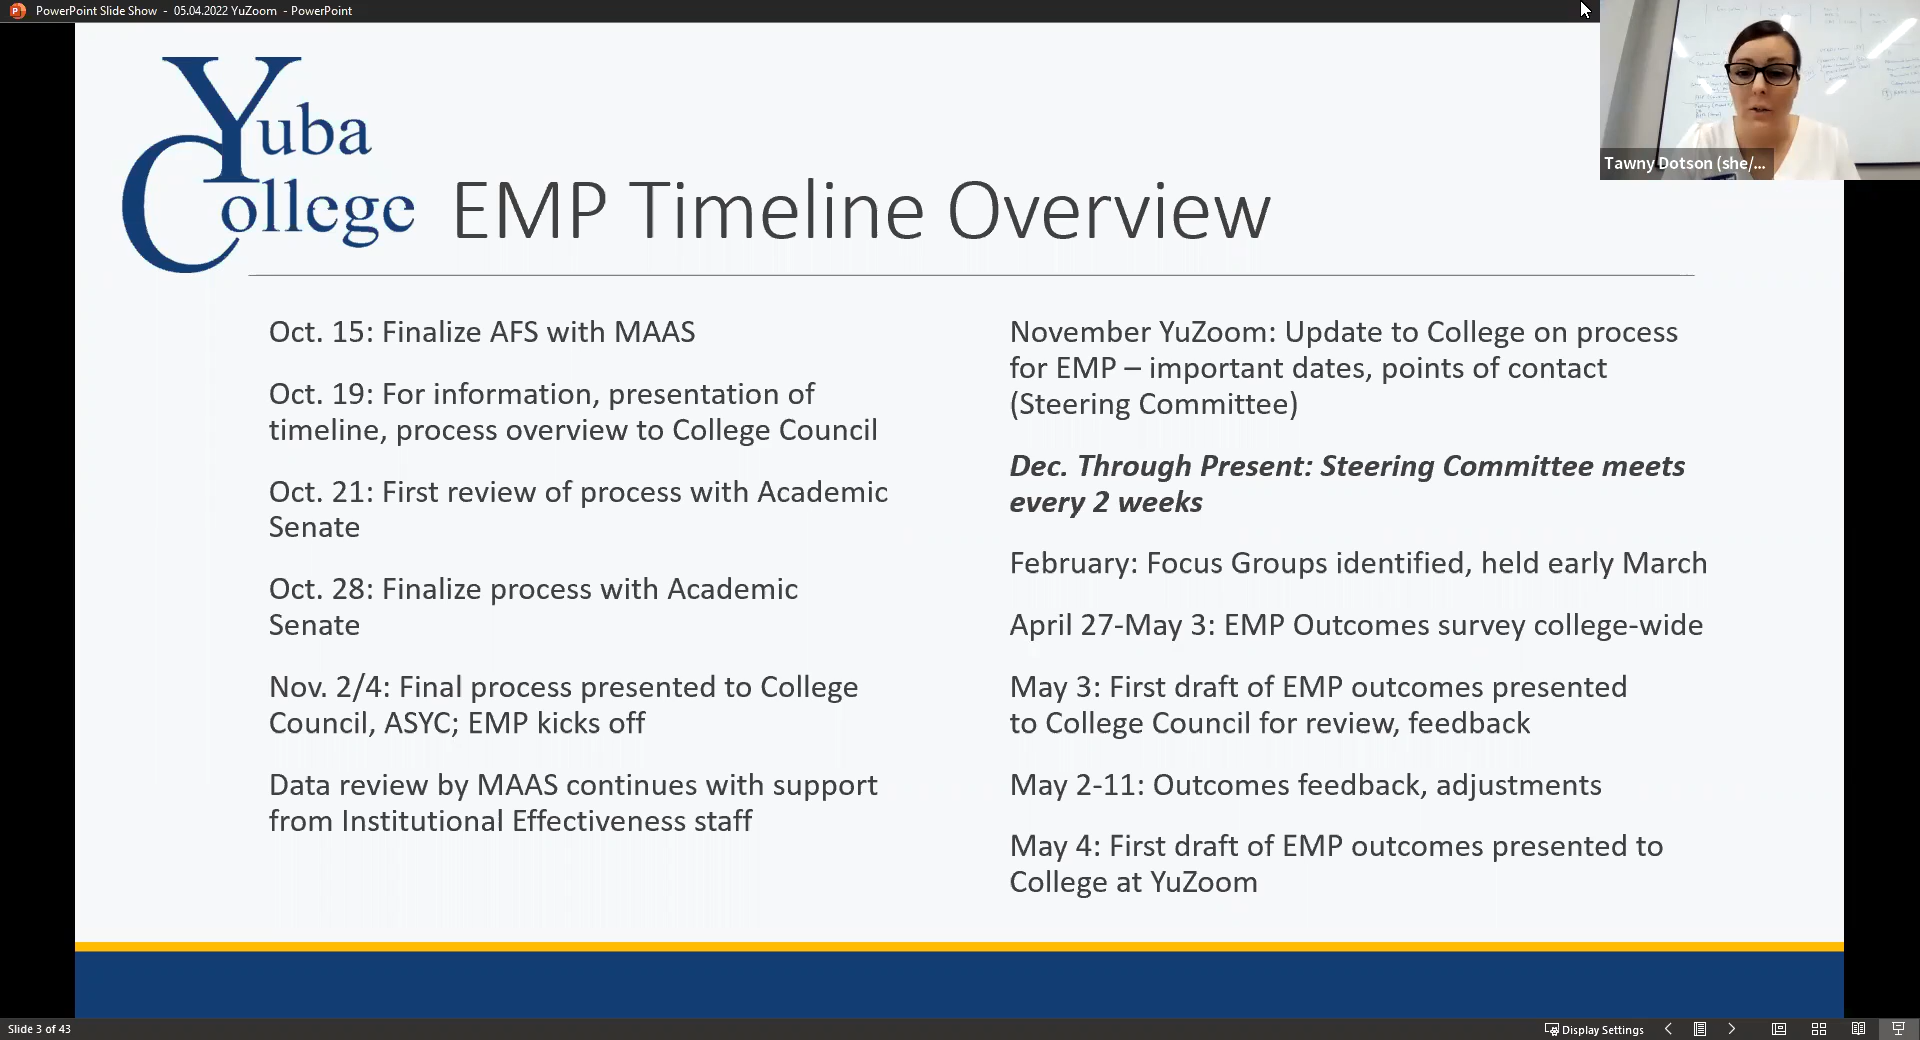 PowerPoint Slide Show - 05.04.2022 YuZoom - PowerPoint
Tawny Dotson (she/...
Yuba
College
EMP Timeline Overview
Oct. 15: Finalize AFS with MAAS
Oct. 19: For information, presentation of
timeline, process overview to College Council
Oct. 21: First review of process with Academic
Senate
Oct. 28: Finalize process with Academic
Senate
Nov. 2/4: Final process presented to College
Council, ASYC; EMP kicks off
Data review by MAAS continues with support
from Institutional Effectiveness staff
November YuZoom: Update to College on process
for EMP – important dates, points of contact
(Steering Committee)
Dec. Through Present: Steering Committee meets
every 2 weeks
February: Focus Groups identified, held early March
April 27-May 3: EMP Outcomes survey college-wide
May 3: First draft of EMP outcomes presented
to College Council for review, feedback
May 2-11: Outcomes feedback, adjustments
May 4: First draft of EMP outcomes presented to
College at YuZoom
Slide 3 of 43
Display Settings